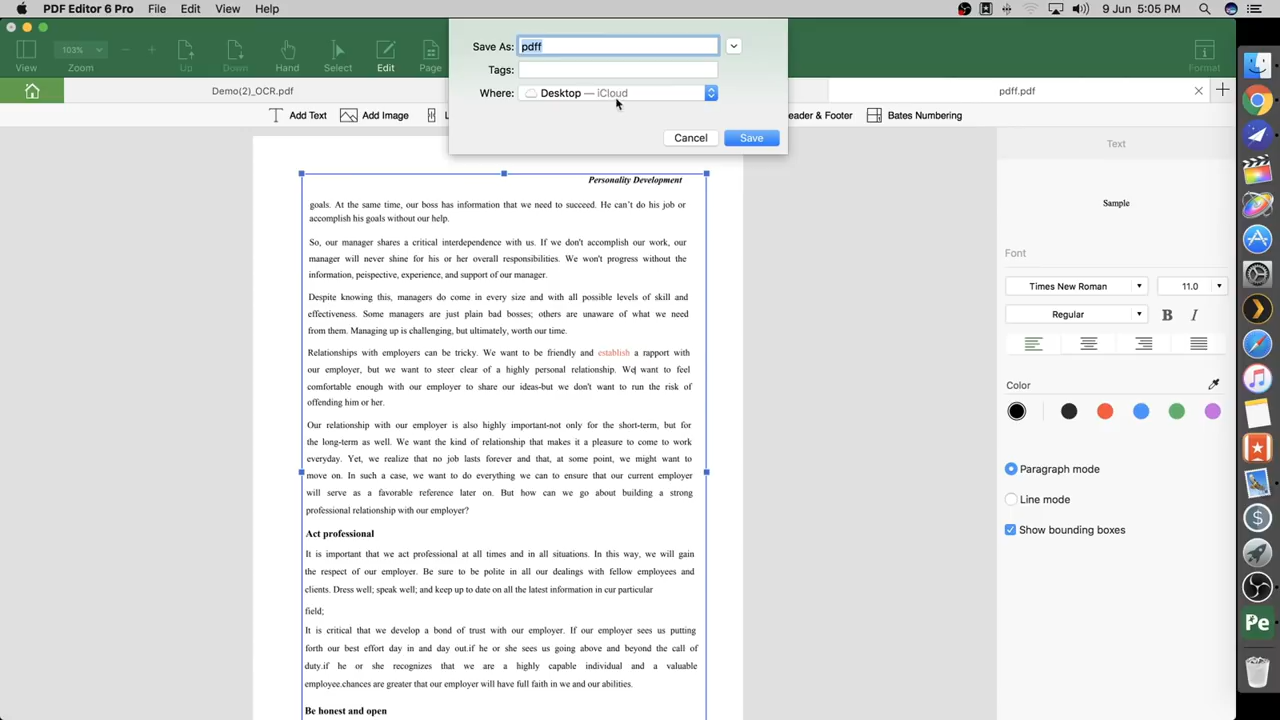 PDF Editor 6 Pro File Edit View Help 9 Jun 5:05 PM
Save As: pdff
Tags:
Where: Desktop — iCloud
Cancel Save
103%
View Zoom Up Down Hand Select Edit Page Format
Demo(2)_OCR.pdf pdff.pdf
Add Text Add Image L eader & Footer Bates Numbering
Personality Development
goals. At the same time, our boss has information that we need to succeed. He can't do his job or
accomplish his goals without our help.
So, our manager shares a critical interdependence with us. If we don't accomplish our work, our
manager will never shine for his or her overall responsibilities. We won't progress without the
information, peispective, experience, and support of our manager.
Despite knowing this, managers do come in every size and with all possible levels of skill and
effectiveness. Some managers are just plain bad bosses; others are unaware of what we need
from them. Managing up is challenging, but ultimately, worth our time.
Relationships with employers can be tricky. We want to be friendly and establish a rapport with
our employer, but we want to steer clear of a highly personal relationship. We want to feel
comfortable enough with our employer to share our ideas-but we don't want to run the risk of
offending him or her.
Our relationship with our employer is also highly important-not only for the short-term, but for
the long-term as well. We want the kind of relationship that makes it a pleasure to come to work
everyday. Yet, we realize that no job lasts forever and that, at some point, we might want to
move on. In such a case, we want to do everything we can to ensure that our current employer
will serve as a favorable reference later on. But how can we go about building a strong
professional relationship with our employer?
Act professional
It is important that we act professional at all times and in all situations. In this way, we will gain
the respect of our employer. Be sure to be polite in all our dealings with fellow employees and
clients. Dress well; speak well; and keep up to date on all the latest information in cur particular
field;
It is critical that we develop a bond of trust with our employer. If our employer sees us putting
forth our best effort day in and day out.if he or she sees us going above and beyond the call of
duty.if he or she recognizes that we are a highly capable individual and a valuable
employee.chances are greater that our employer will have full faith in we and our abilities.
Be honest and open
Text
Sample
Font
Times New Roman 11.0
Regular B I
Color
Paragraph mode
Line mode
Show bounding boxes
Pe